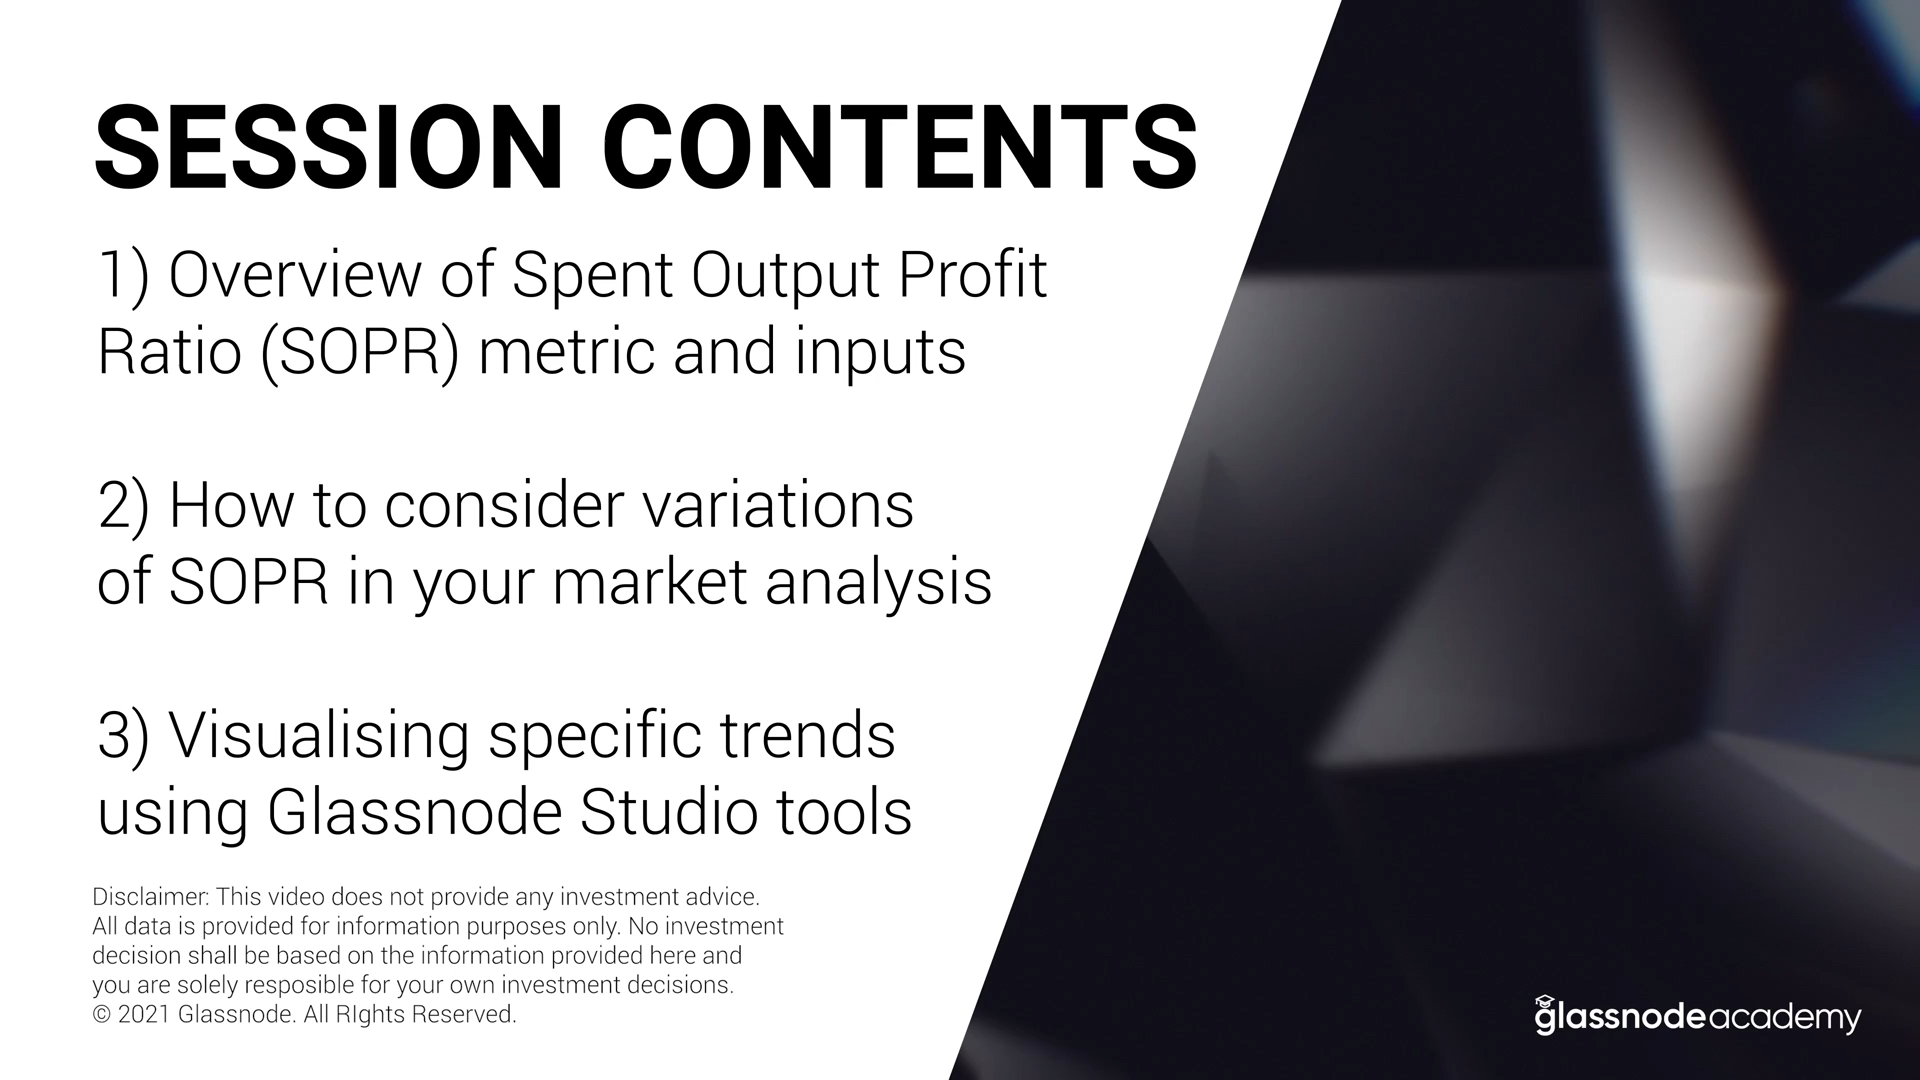 SESSION CONTENTS
1) Overview of Spent Output Profit
Ratio (SOPR) metric and inputs
2) How to consider variations
of SOPR in your market analysis
3) Visualising specific trends
using Glassnode Studio tools
Disclaimer: This video does not provide any investment advice.
All data is provided for information purposes only. No investment
decision shall be based on the information provided here and
you are solely resposible for your own investment decisions.
© 2021 Glassnode. All RIghts Reserved.
glassnodeacademy